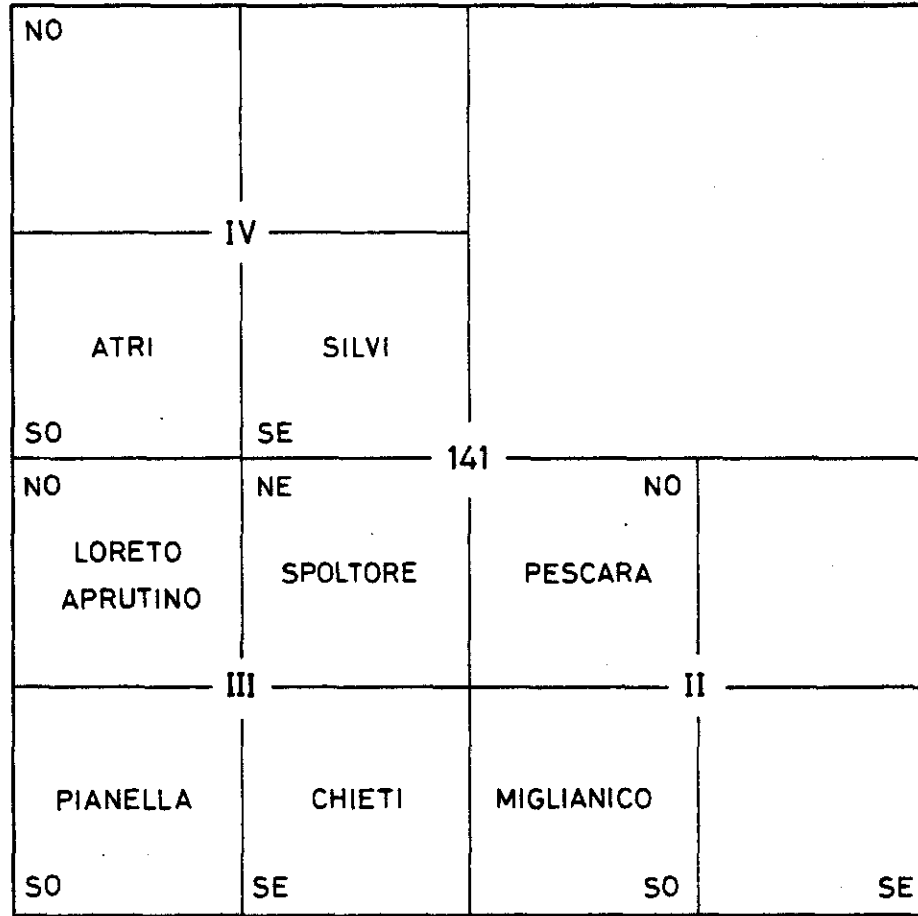 NO
IV
ATRI SILVI
SO SE
141
NO NE NO
LORETO
APRUTINO SPOLTORE PESCARA
III II
PIANELLA CHIETI MIGLIANICO
SO SE SO SE